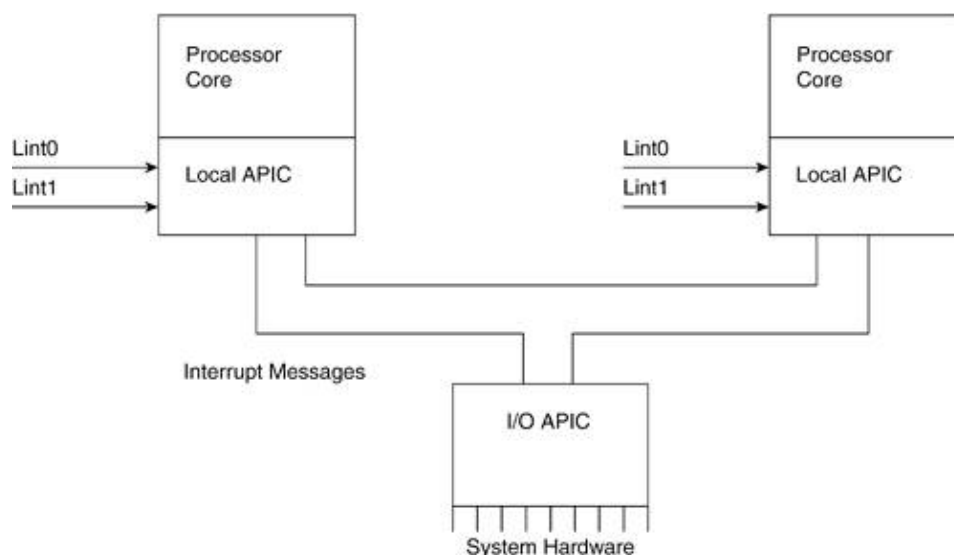 Processor
Core
Processor
Core
Lint0
Lint1
Local APIC
Lint0
Lint1
Local APIC
Interrupt Messages
I/O APIC
System Hardware